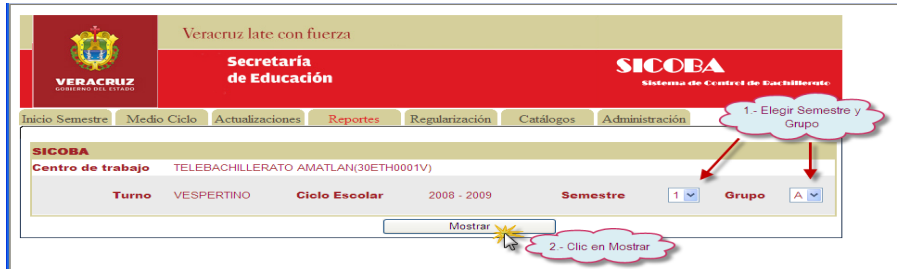 Veracruz late con fuerza
VERACRUZ
GOBIERNO DEL ESTADO
Secretaría
de Educación
SICOBA
Sistema de Control de Bachillerato
Inicio Semestre Medio Ciclo Actualizaciones Reportes Regularización Catálogos Administración
1.- Elegir Semestre y
Grupo
SICOBA
Centro de trabajo TELEBACHILLERATO AMATLAN(30ETH0001V)
Turno VESPERTINO Ciclo Escolar 2008 - 2009 Semestre 1 Grupo A
Mostrar
2.- Clic en Mostrar